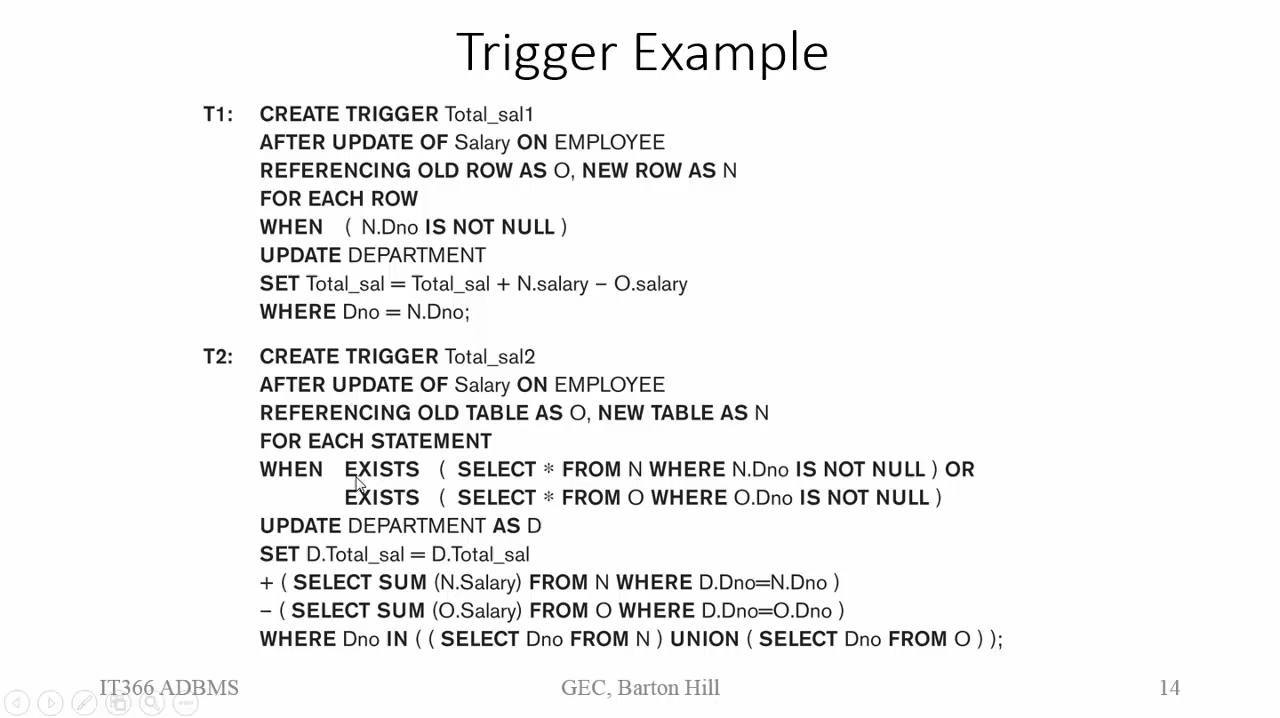 Trigger Example
T1: CREATE TRIGGER Total_sal1
AFTER UPDATE OF Salary ON EMPLOYEE
REFERENCING OLD ROW AS O, NEW ROW AS N
FOR EACH ROW
WHEN ( N.Dno IS NOT NULL )
UPDATE DEPARTMENT
SET Total_sal = Total_sal + N.salary – O.salary
WHERE Dno = N.Dno;
T2: CREATE TRIGGER Total_sal2
AFTER UPDATE OF Salary ON EMPLOYEE
REFERENCING OLD TABLE AS O, NEW TABLE AS N
FOR EACH STATEMENT
WHEN EXISTS ( SELECT * FROM N WHERE N.Dno IS NOT NULL ) OR
EXISTS ( SELECT * FROM O WHERE O.Dno IS NOT NULL )
UPDATE DEPARTMENT AS D
SET D.Total_sal = D.Total_sal
+ ( SELECT SUM (N.Salary) FROM N WHERE D.Dno=N.Dno )
– ( SELECT SUM (O.Salary) FROM O WHERE D.Dno=O.Dno )
WHERE Dno IN ( ( SELECT Dno FROM N ) UNION ( SELECT Dno FROM O ) );
IT366 ADBMS GEC, Barton Hill 14